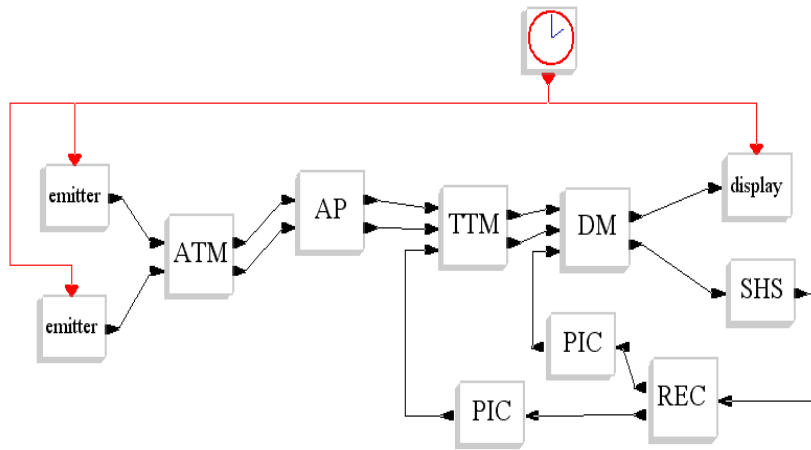 emitter
AP
display
TTM
DM
ATM
SHS
emitter
PIC
REC
PIC